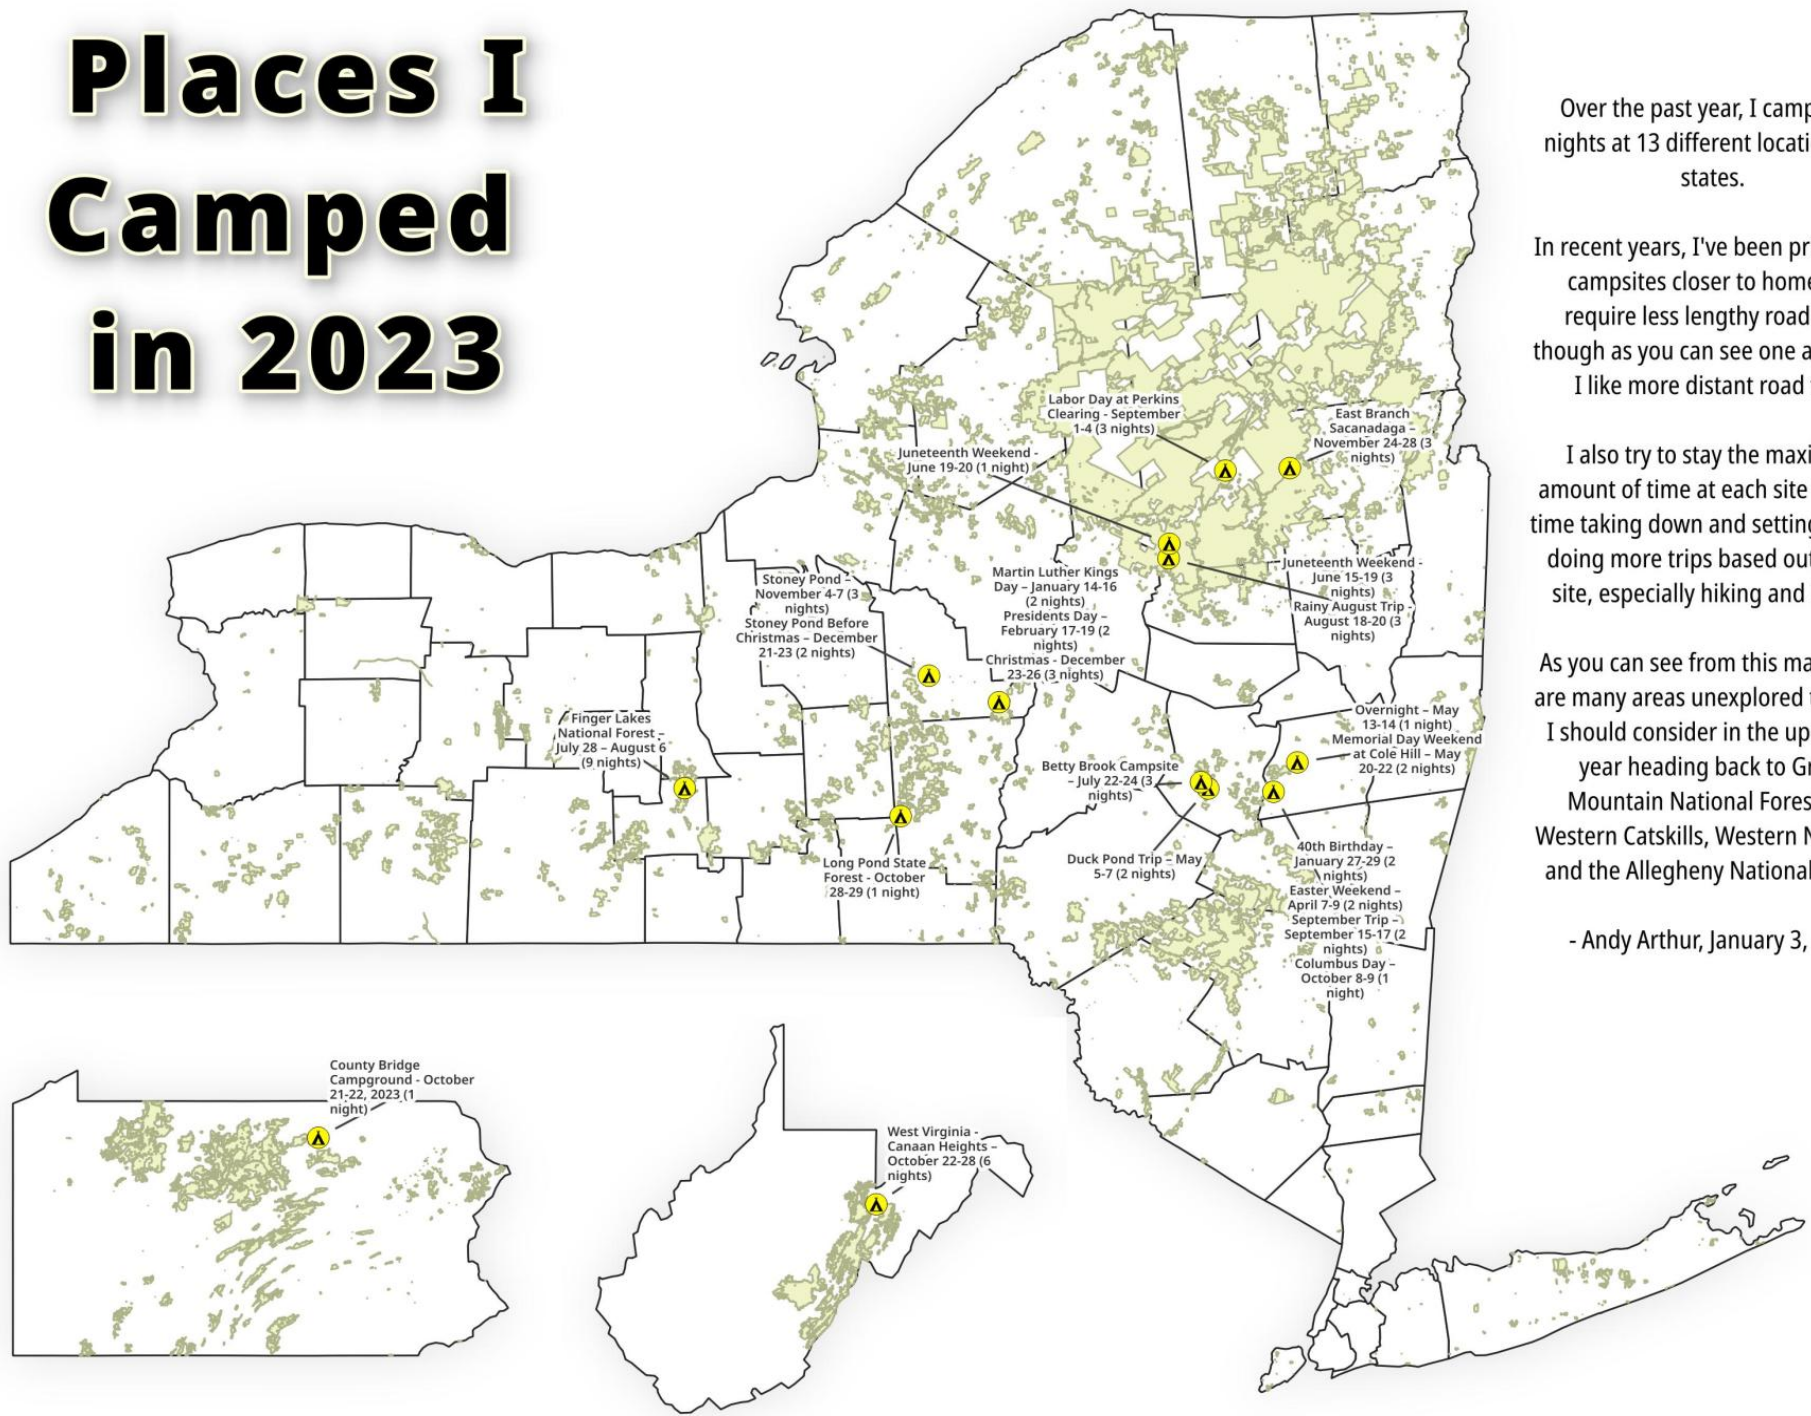 Places I
Camped
in 2023
Over the past year, I camp
nights at 13 different locati
states.
In recent years, I've been pr
campsites closer to home
require less lengthy road
though as you can see one a
I like more distant road
I also try to stay the maxi
amount of time at each site
time taking down and setting
doing more trips based out
site, especially hiking and
As you can see from this ma
are many areas unexplored
I should consider in the up
year heading back to Gr
Mountain National Fores
Western Catskills, Western N
and the Allegheny National
- Andy Arthur, January 3,
Labor Day at Perkins
Clearing - September
1-4 (3 nights)
East Branch
Sacanadaga –
November 24-28 (3
nights)
Juneteenth Weekend -
June 19-20 (1 night)
Juneteenth Weekend -
June 15-19 (3
nights)
Rainy August Trip -
August 18-20 (3
nights)
Stoney Pond –
November 4-7 (3
nights)
Stoney Pond Before
Christmas – December
21-23 (2 nights)
Martin Luther Kings
Day – January 14-16
(2 nights)
Presidents Day –
February 17-19 (2
nights)
Christmas - December
23-26 (3 nights)
Finger Lakes
National Forest –
July 28 – August 6
(9 nights)
Overnight – May
13-14 (1 night)
Memorial Day Weekend
at Cole Hill – May
20-22 (2 nights)
Betty Brook Campsite
– July 22-24 (3
nights)
Duck Pond Trip – May
5-7 (2 nights)
Long Pond State
Forest - October
28-29 (1 night)
40th Birthday –
January 27-29 (2
nights)
Easter Weekend –
April 7-9 (2 nights)
September Trip –
September 15-17 (2
nights)
Columbus Day –
October 8-9 (1
night)
County Bridge
Campground - October
21-22, 2023 (1
night)
West Virginia -
Canaan Heights –
October 22-28 (6
nights)